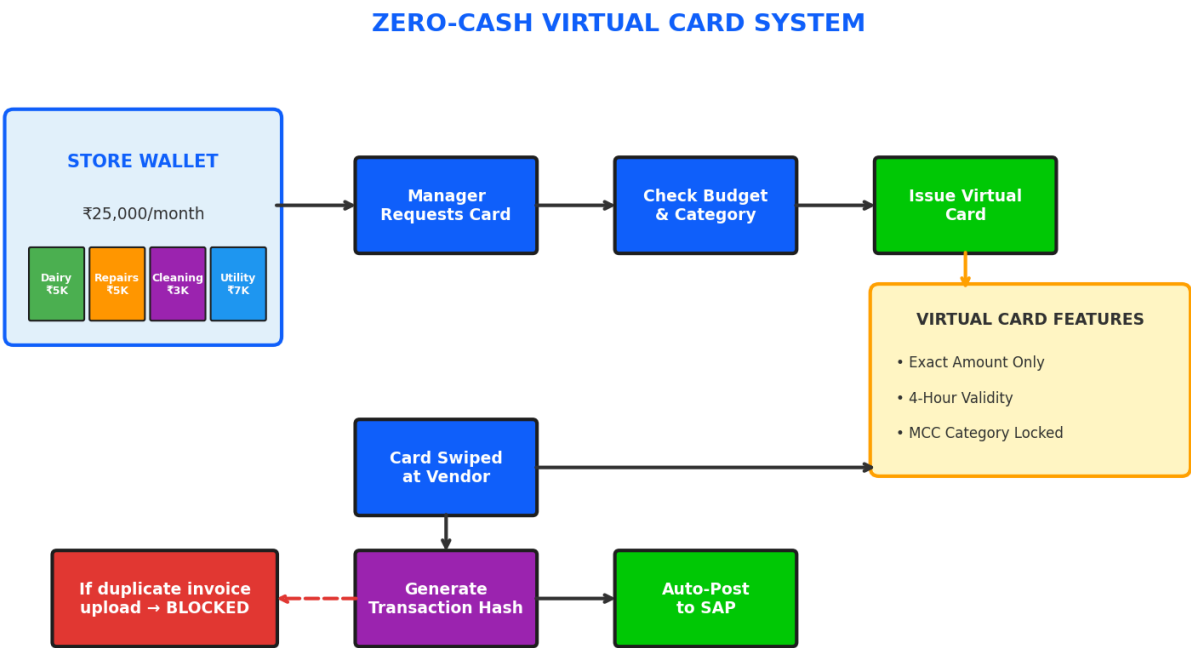 ZERO-CASH VIRTUAL CARD SYSTEM
STORE WALLET
₹25,000/month
Dairy
₹5K
Repairs
₹5K
Cleaning
₹3K
Utility
₹7K
Manager
Requests Card
Check Budget
& Category
Issue Virtual
Card
VIRTUAL CARD FEATURES
• Exact Amount Only
• 4-Hour Validity
• MCC Category Locked
Card Swiped
at Vendor
If duplicate invoice
upload → BLOCKED
Generate
Transaction Hash
Auto-Post
to SAP